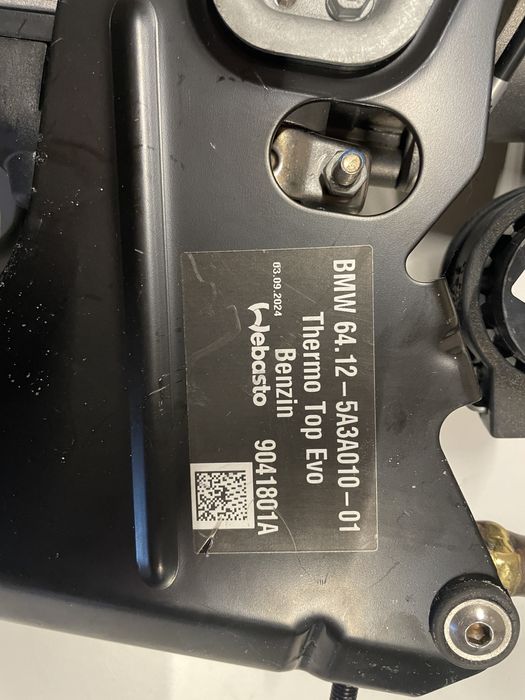 BMW 64.12-5A3A010-01
Thermo Top Evo
Benzin 9041801A
03.09.2024 Webasto